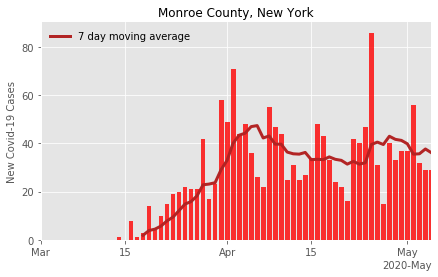 Monroe County, New York
7 day moving average
New Covid-19 Cases
80
60
40
20
0
Mar 15 Apr 15 May
2020-May